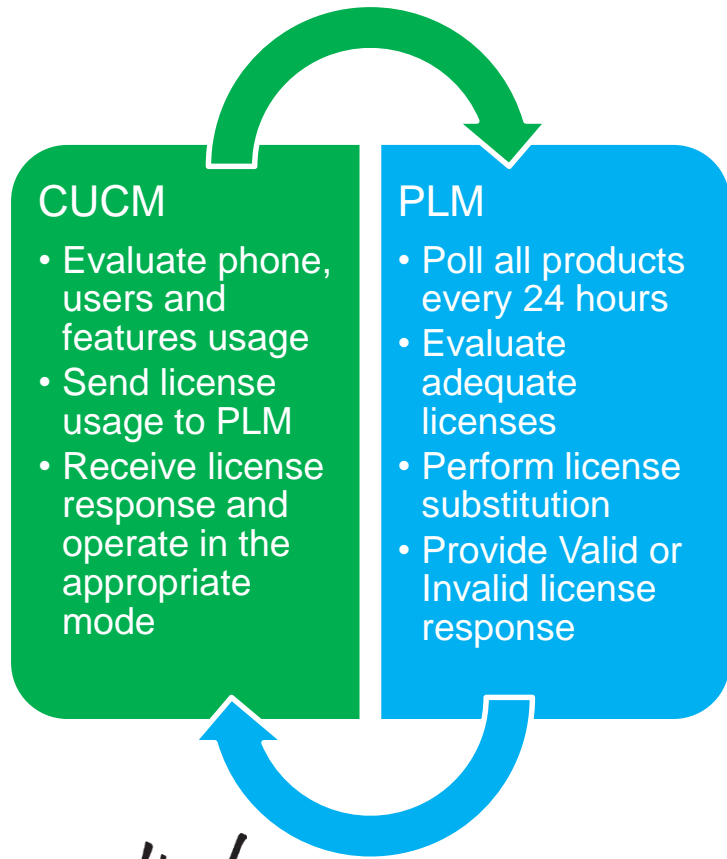 CUCM
• Evaluate phone,
users and
features usage
• Send license
usage to PLM
• Receive license
response and
operate in the
appropriate
mode
PLM
• Poll all products
every 24 hours
• Evaluate
adequate
licenses
• Perform license
substitution
• Provide Valid or
Invalid license
response